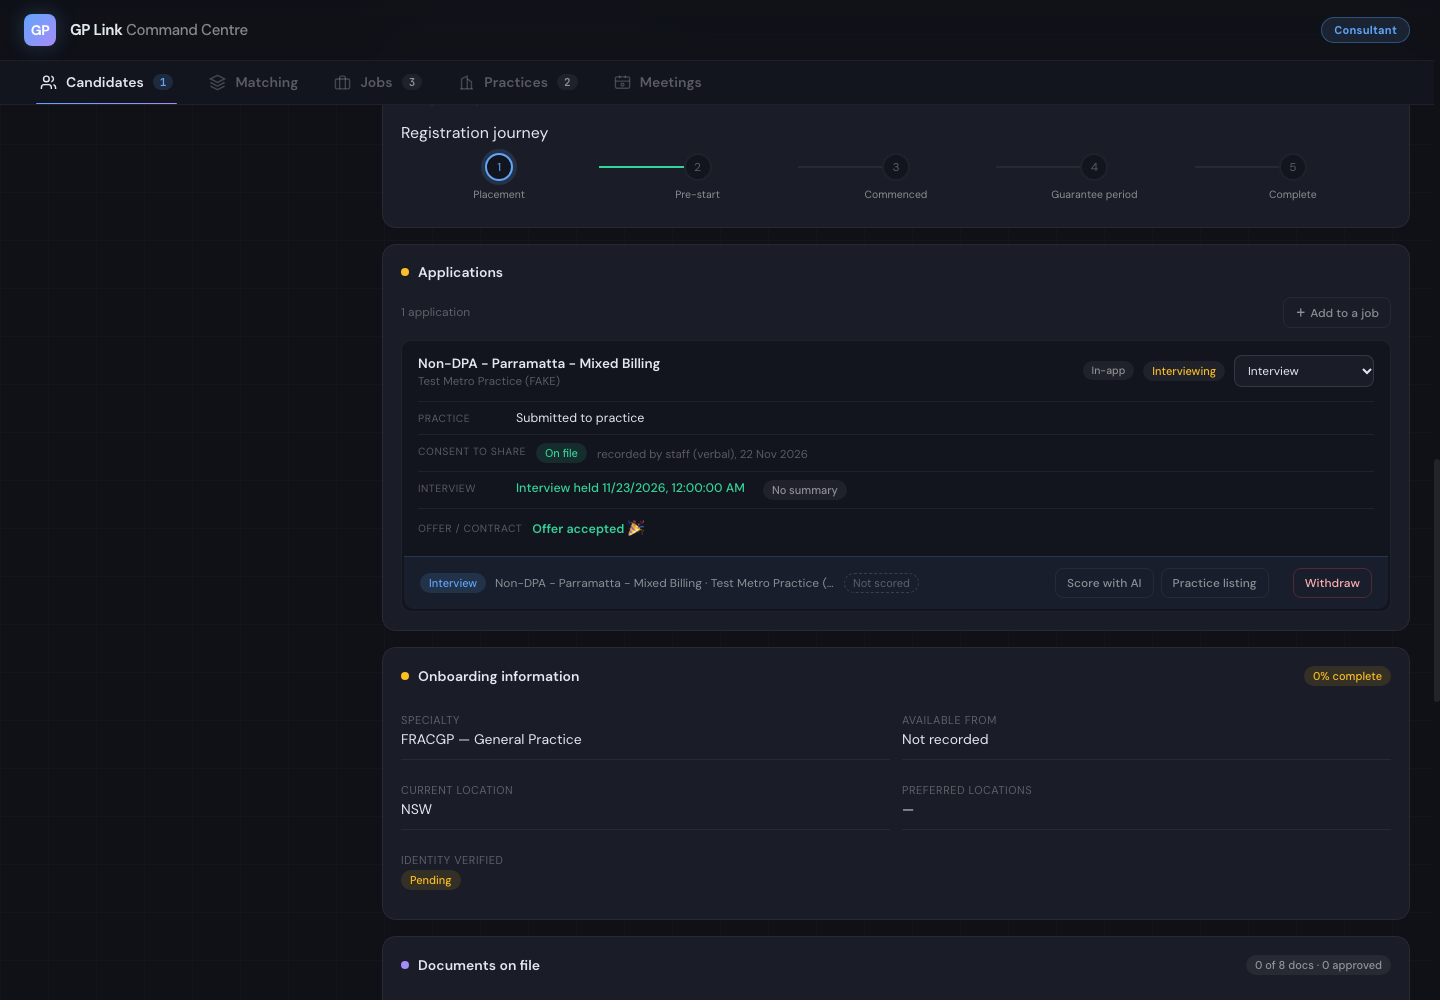 GP GP Link Command Centre Consultant
Candidates 1 Matching Jobs 3 Practices 2 Meetings
Registration journey
1 2 3 4 5
Placement Pre-start Commenced Guarantee period Complete
Applications
1 application + Add to a job
Non-DPA - Parramatta - Mixed Billing
Test Metro Practice (FAKE)
In-app Interviewing Interview
PRACTICE Submitted to practice
CONSENT TO SHARE On file recorded by staff (verbal), 22 Nov 2026
INTERVIEW Interview held 11/23/2026, 12:00:00 AM No summary
OFFER / CONTRACT Offer accepted 🎉
Interview Non-DPA - Parramatta - Mixed Billing · Test Metro Practice (... Not scored Score with AI Practice listing Withdraw
Onboarding information 0% complete
SPECIALTY AVAILABLE FROM
FRACGP — General Practice Not recorded
CURRENT LOCATION PREFERRED LOCATIONS
NSW —
IDENTITY VERIFIED
Pending
Documents on file 0 of 8 docs · 0 approved